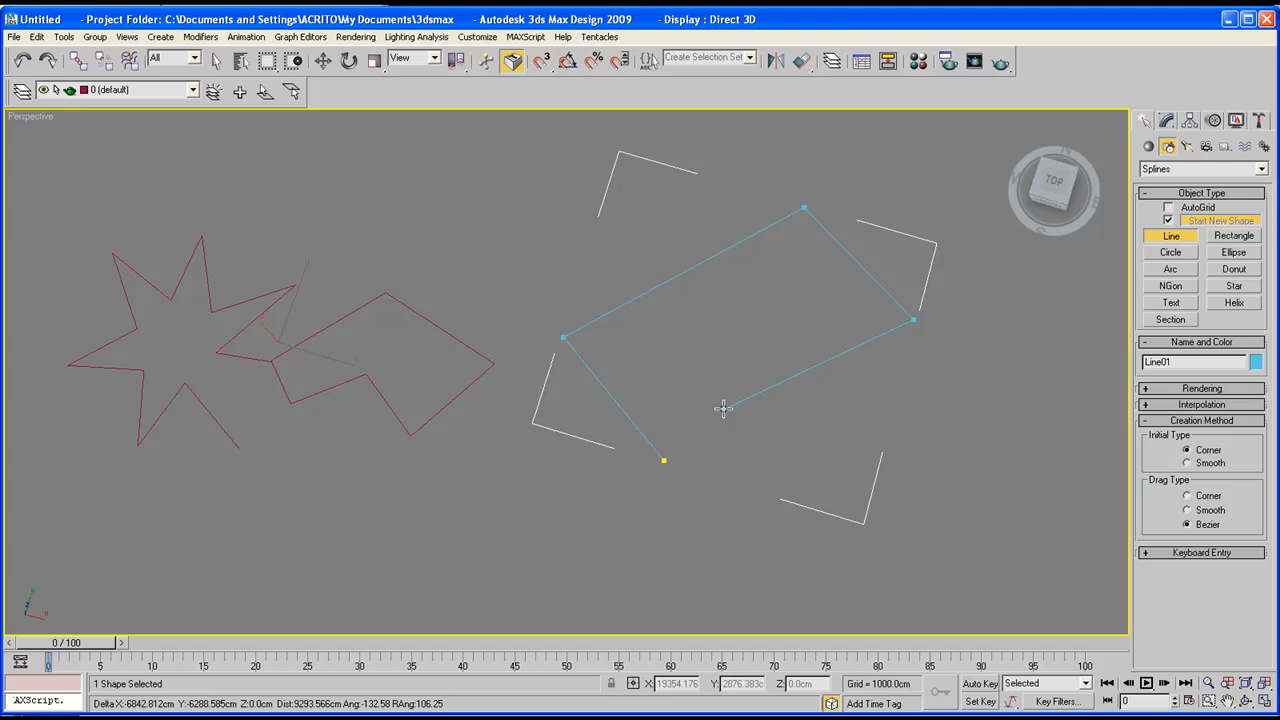 Untitled - Project Folder: C:\Documents and Settings\ACRITO\My Documents\3dsmax - Autodesk 3ds Max Design 2009 - Display : Direct 3D
File Edit Tools Group Views Create Modifiers Animation Graph Editors Rendering Lighting Analysis Customize MAXScript Help Tentacles
All View Create Selection Set
0 (default)
Perspective
TOP
Splines
- Object Type
AutoGrid
Start New Shape
Line Rectangle
Circle Ellipse
Arc Donut
NGon Star
Text Helix
Section
- Name and Color
Line01
+ Rendering
+ Interpolation
- Creation Method
Initial Type
Corner
Smooth
Drag Type
Corner
Smooth
Bezier
+ Keyboard Entry
< 0 / 100 >
0 5 10 15 20 25 30 35 40 45 50 55 60 65 70 75 80 85 90 95 100
1 Shape Selected X: 19354.176 Y: 2876.383c Z: 0.0cm Grid = 1000.0cm Auto Key Selected
'AXScript. Delta X:-6842.812cm Y:-6288.585cm Z:0.0cm Dist:9293.566cm Ang:-132.58 RAng:106.25 Add Time Tag Set Key Key Filters... 0